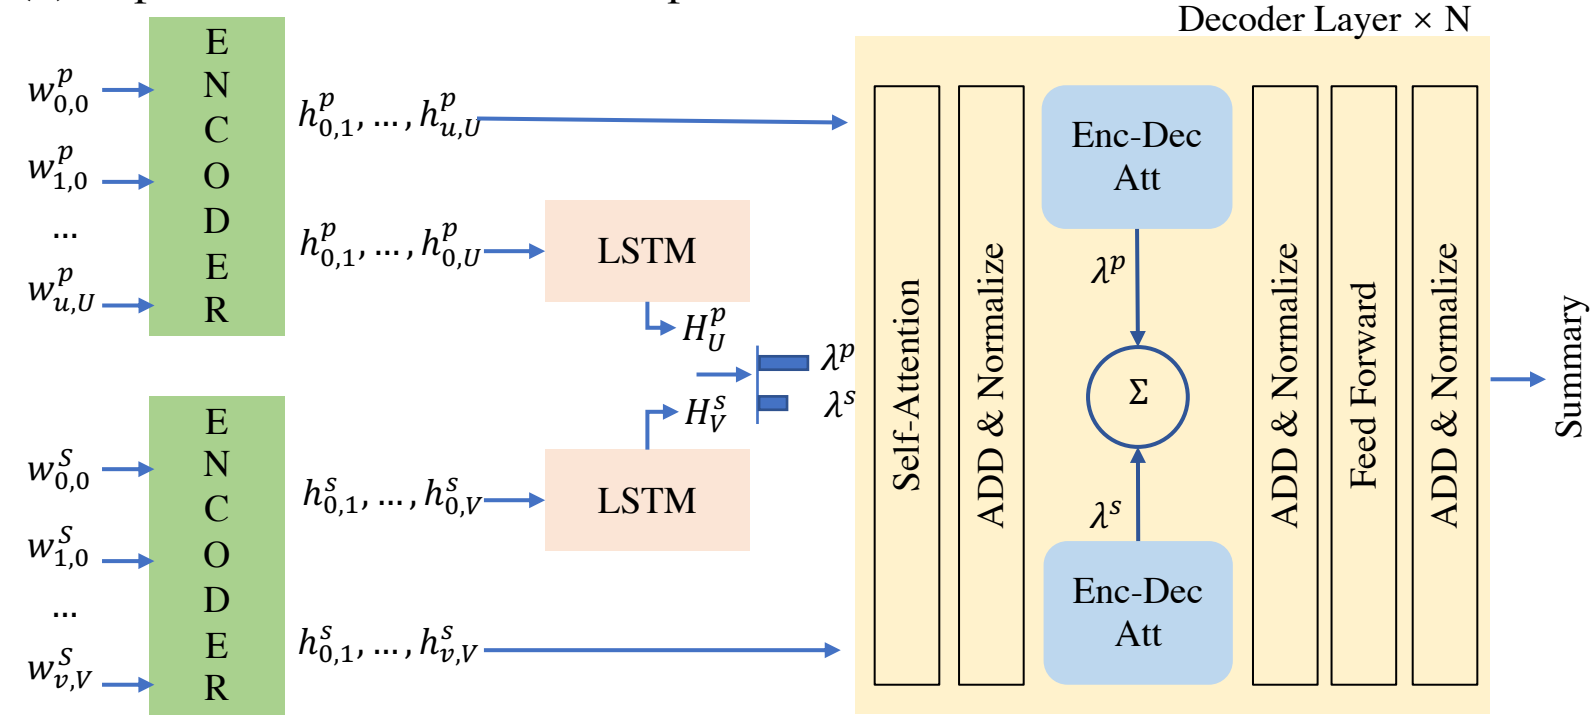 Decoder Layer × N
ENCODER
w^p_{0,0}
w^p_{1,0}
...
w^p_{u,U}
h^p_{0,1}, ... , h^p_{u,U}
h^p_{0,1}, ... , h^p_{0,U}
LSTM
H^p_U
λ^p
λ^s
H^s_V
ENCODER
w^s_{0,0}
w^s_{1,0}
...
w^s_{v,V}
h^s_{0,1}, ... , h^s_{0,V}
LSTM
h^s_{0,1}, ... , h^s_{v,V}
Self-Attention
ADD & Normalize
Enc-Dec
Att
λ^p
Σ
λ^s
Enc-Dec
Att
ADD & Normalize
Feed Forward
ADD & Normalize
Summary